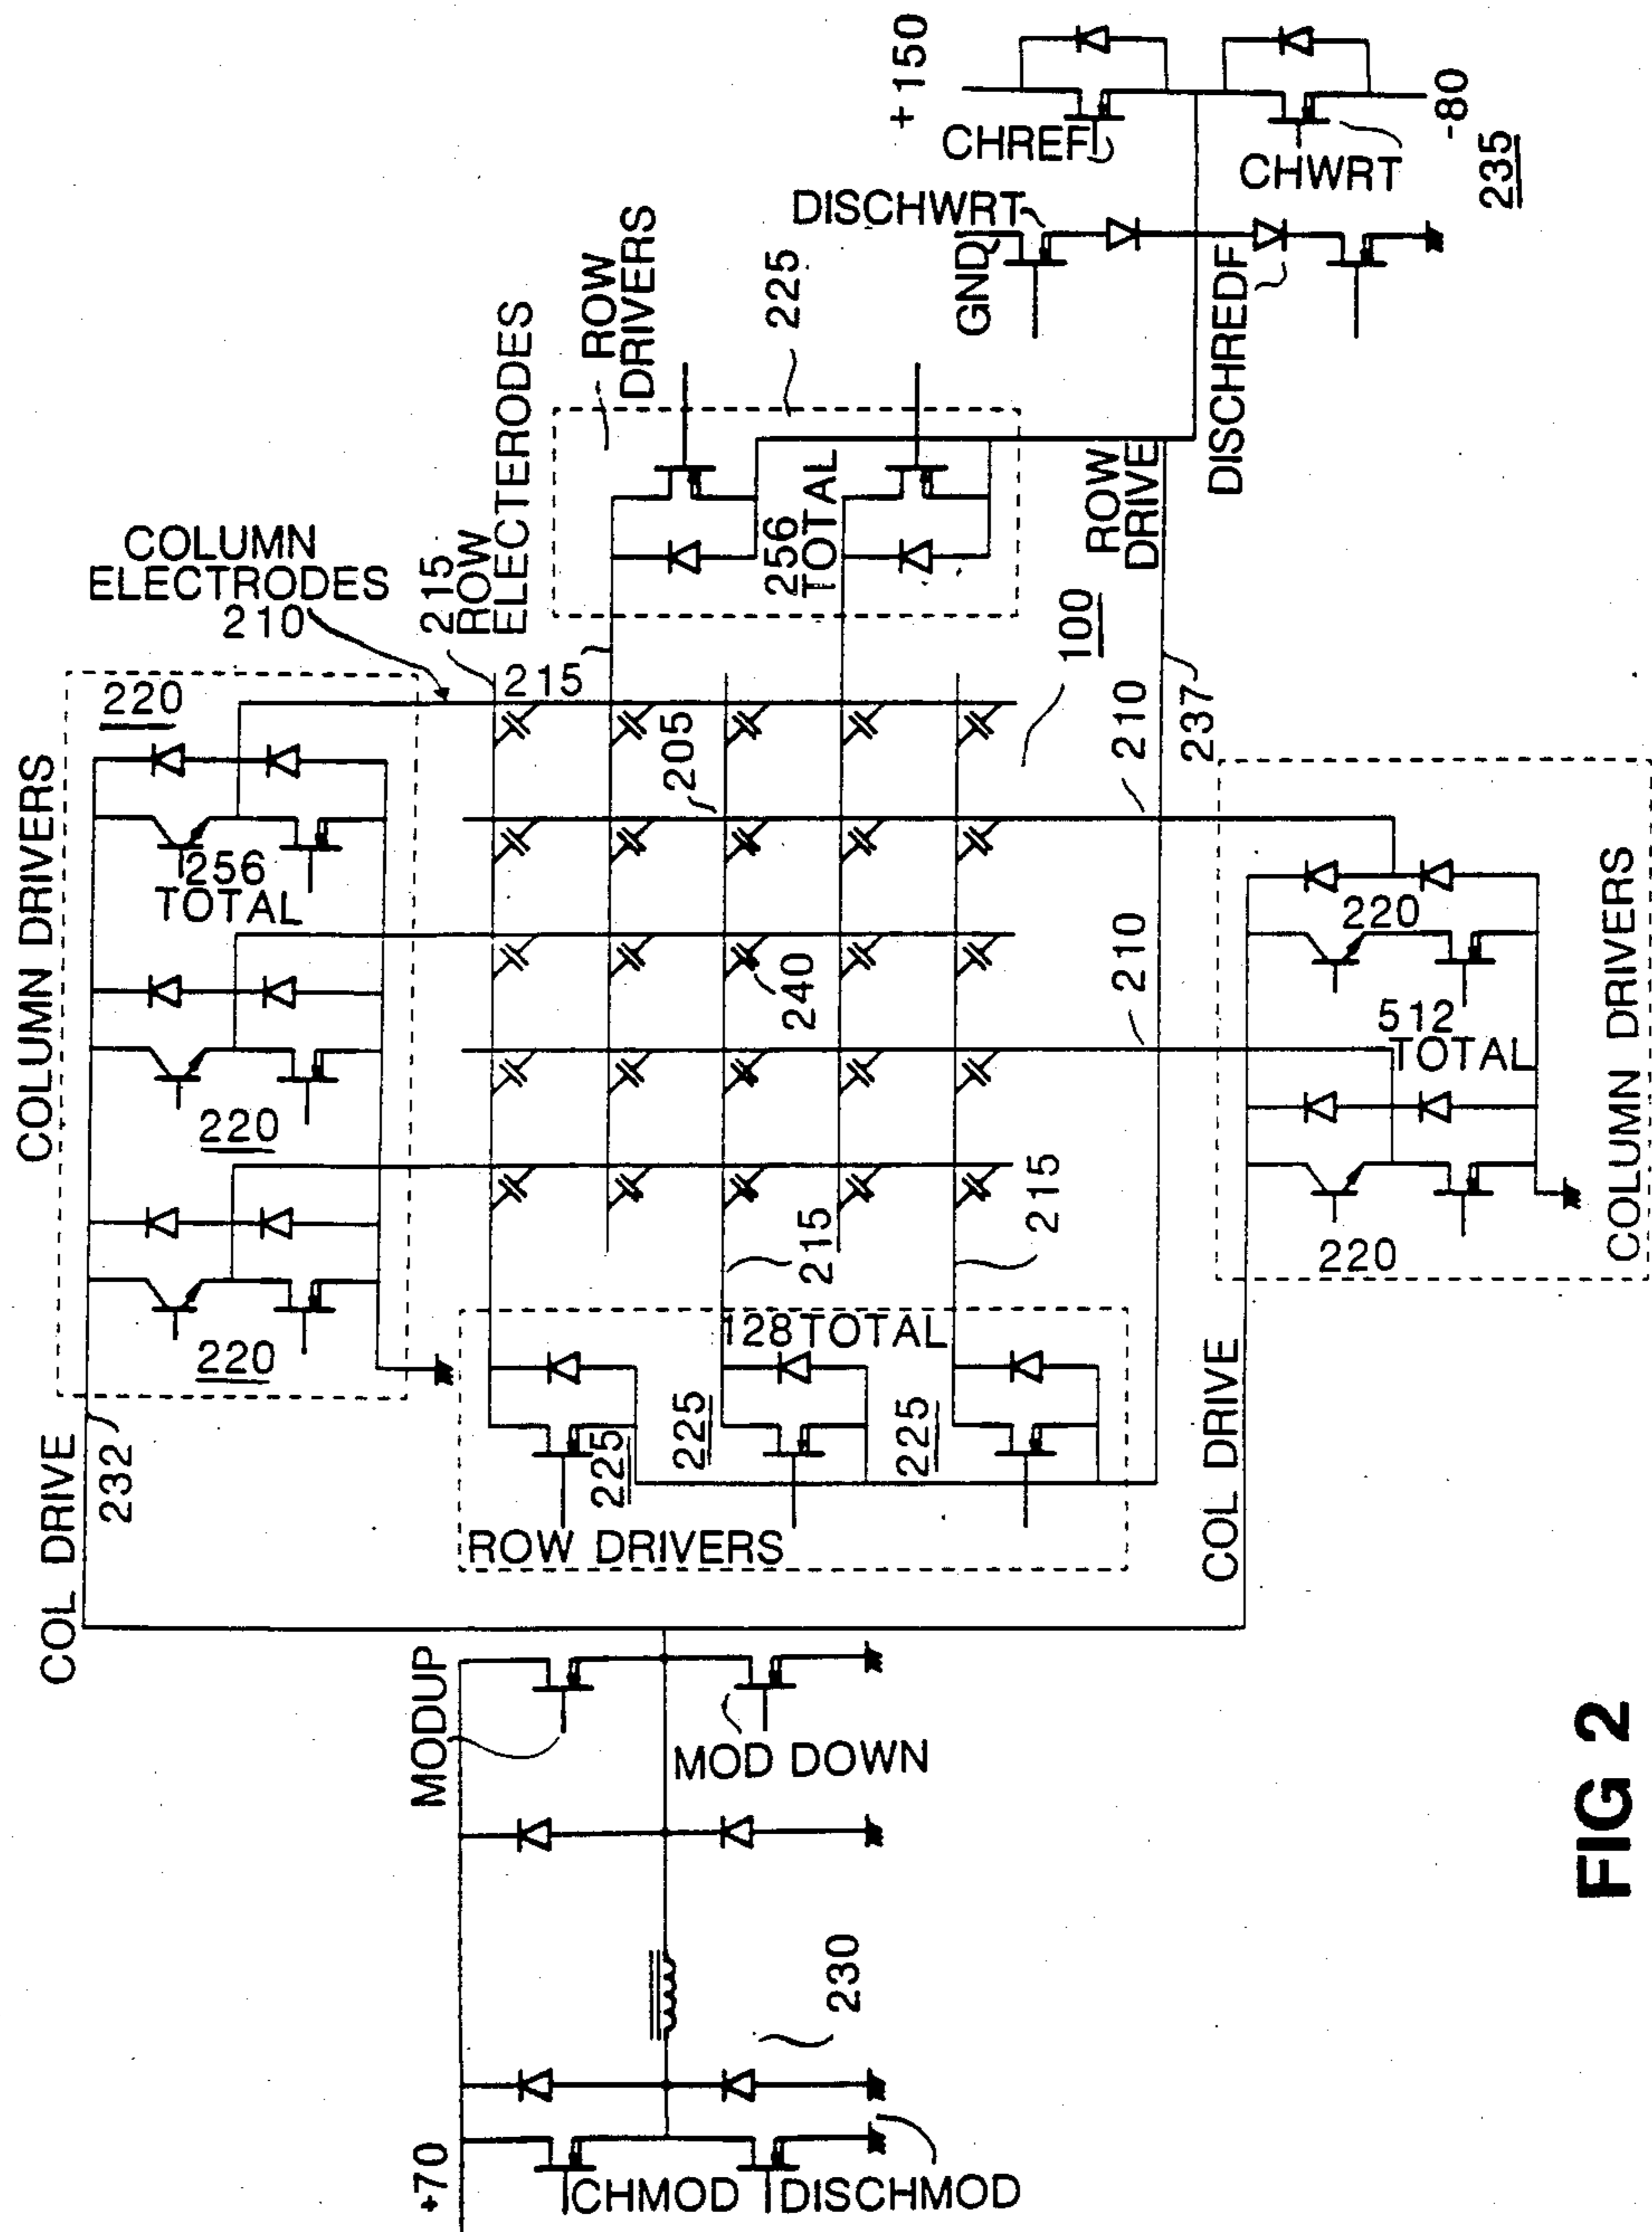 +150
CHREF
CHWRT
-80
235
DISCHWRT
GND
DISCHREDF
ROW
DRIVERS
225
256
TOTAL
ROW
DRIVE
COLUMN
ELECTRODES
210
215
ROW
ELECTERODES
215
205
240
100
210
237
210
215
215
COLUMN DRIVERS
220
256
TOTAL
220
220
COLUMN DRIVERS
220
512
TOTAL
220
128 TOTAL
225
225
225
ROW DRIVERS
COL DRIVE
232
COL DRIVE
MODUP
MOD DOWN
230
+70
CHMOD
DISCHMOD
FIG 2